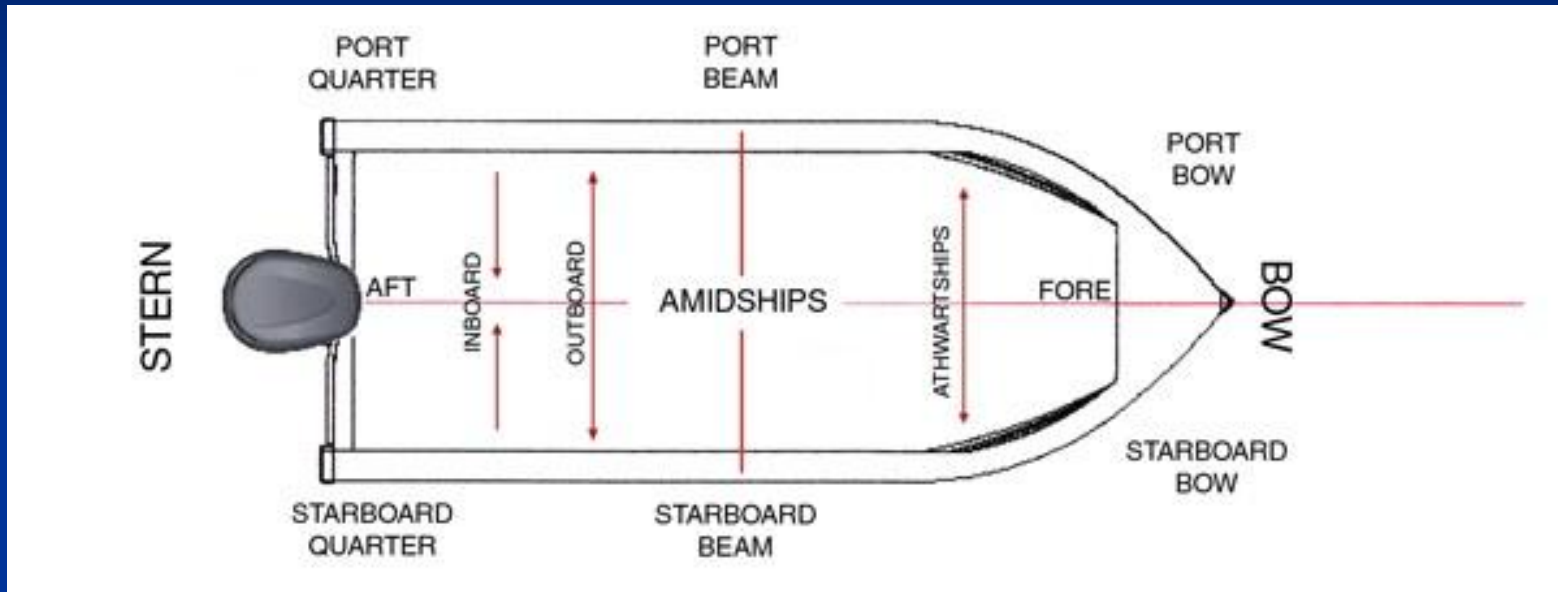 PORT
QUARTER
PORT
BEAM
PORT
BOW
STERN
AFT
INBOARD
OUTBOARD
AMIDSHIPS
ATHWARTSHIPS
FORE
BOW
STARBOARD
QUARTER
STARBOARD
BEAM
STARBOARD
BOW